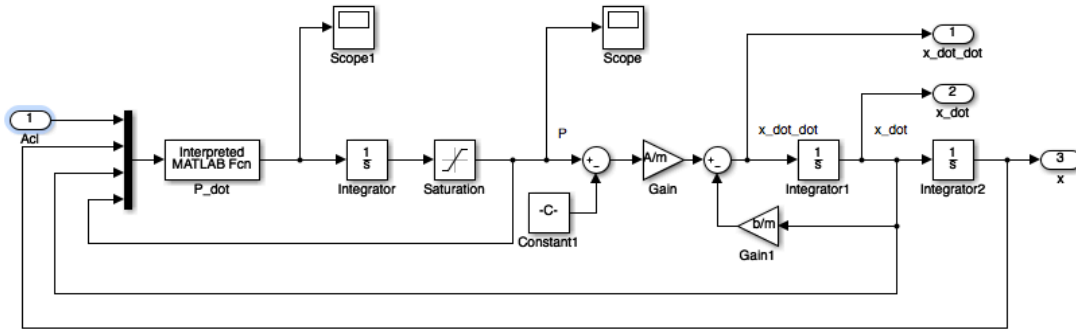 Scope1
Scope
1
x_dot_dot
2
x_dot
1
Acl
Interpreted
MATLAB Fcn
P_dot
1
s
Integrator
Saturation
P
+
−
-C-
Constant1
A/m
Gain
+
−
x_dot_dot
1
s
Integrator1
x_dot
1
s
Integrator2
3
x
b/m
Gain1